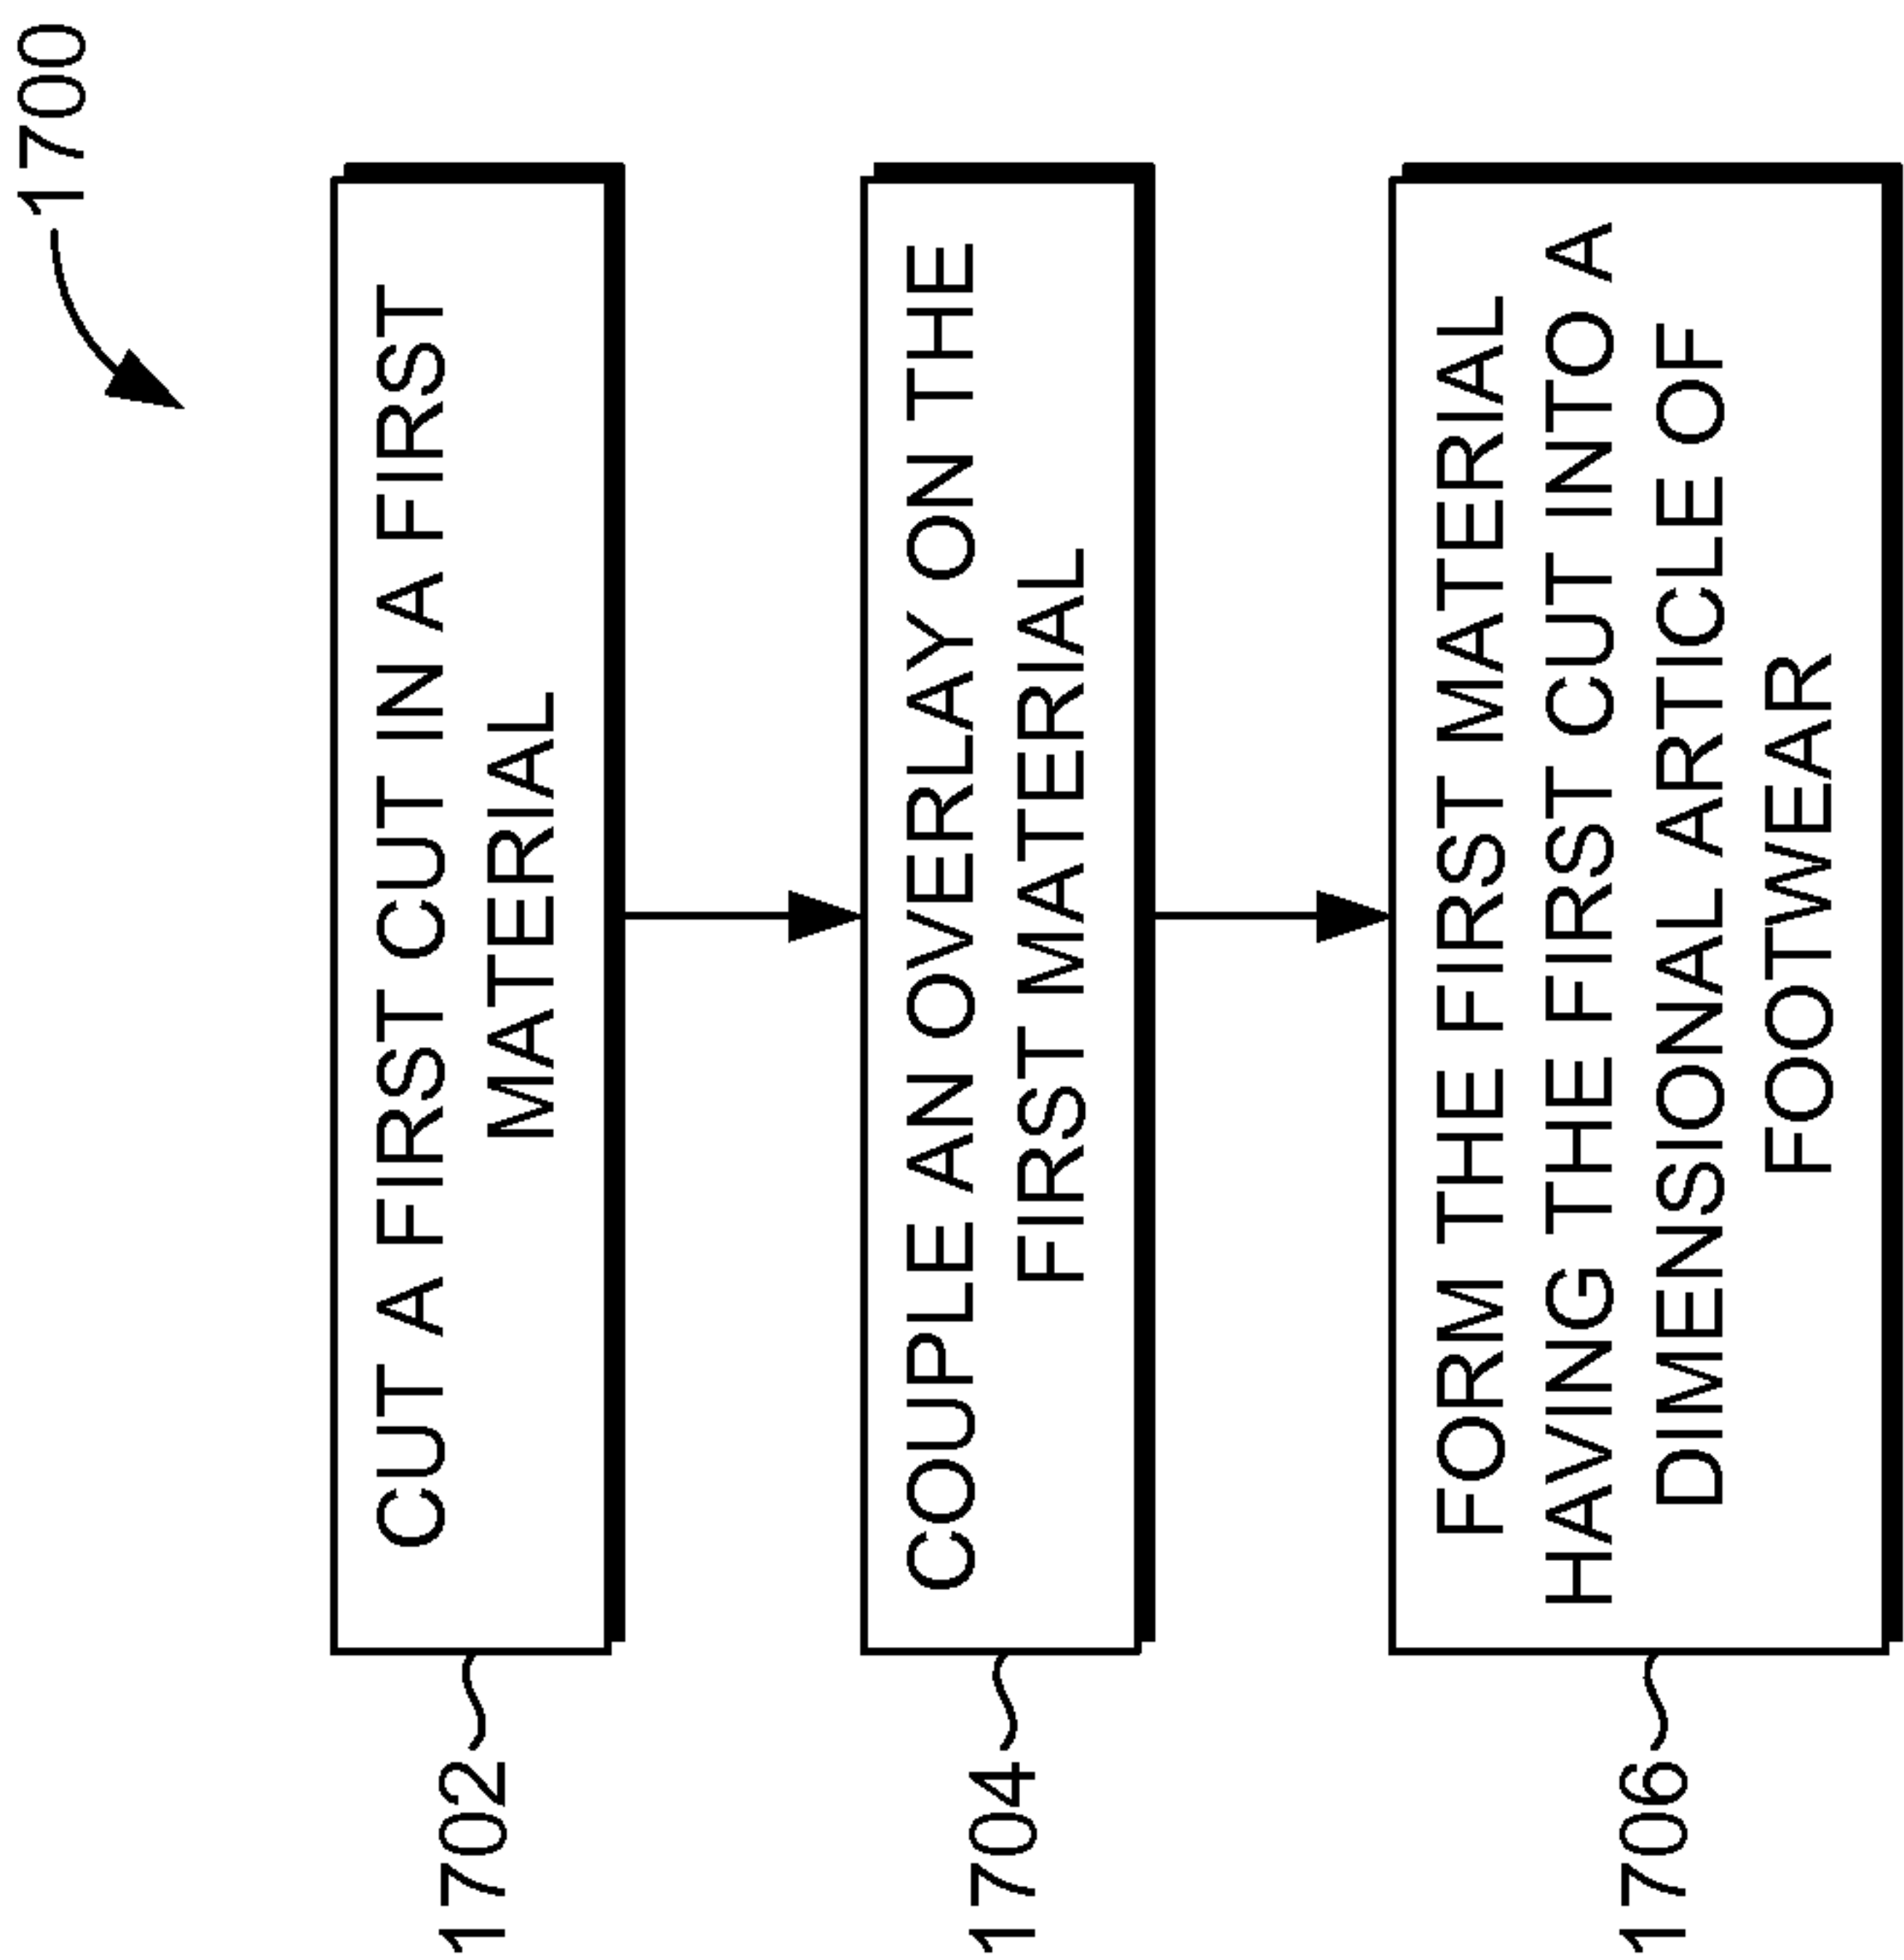 1700
CUT A FIRST CUT IN A FIRST
MATERIAL
1702
COUPLE AN OVERLAY ON THE
FIRST MATERIAL
1704
FORM THE FIRST MATERIAL
HAVING THE FIRST CUT INTO A
DIMENSIONAL ARTICLE OF
FOOTWEAR
1706